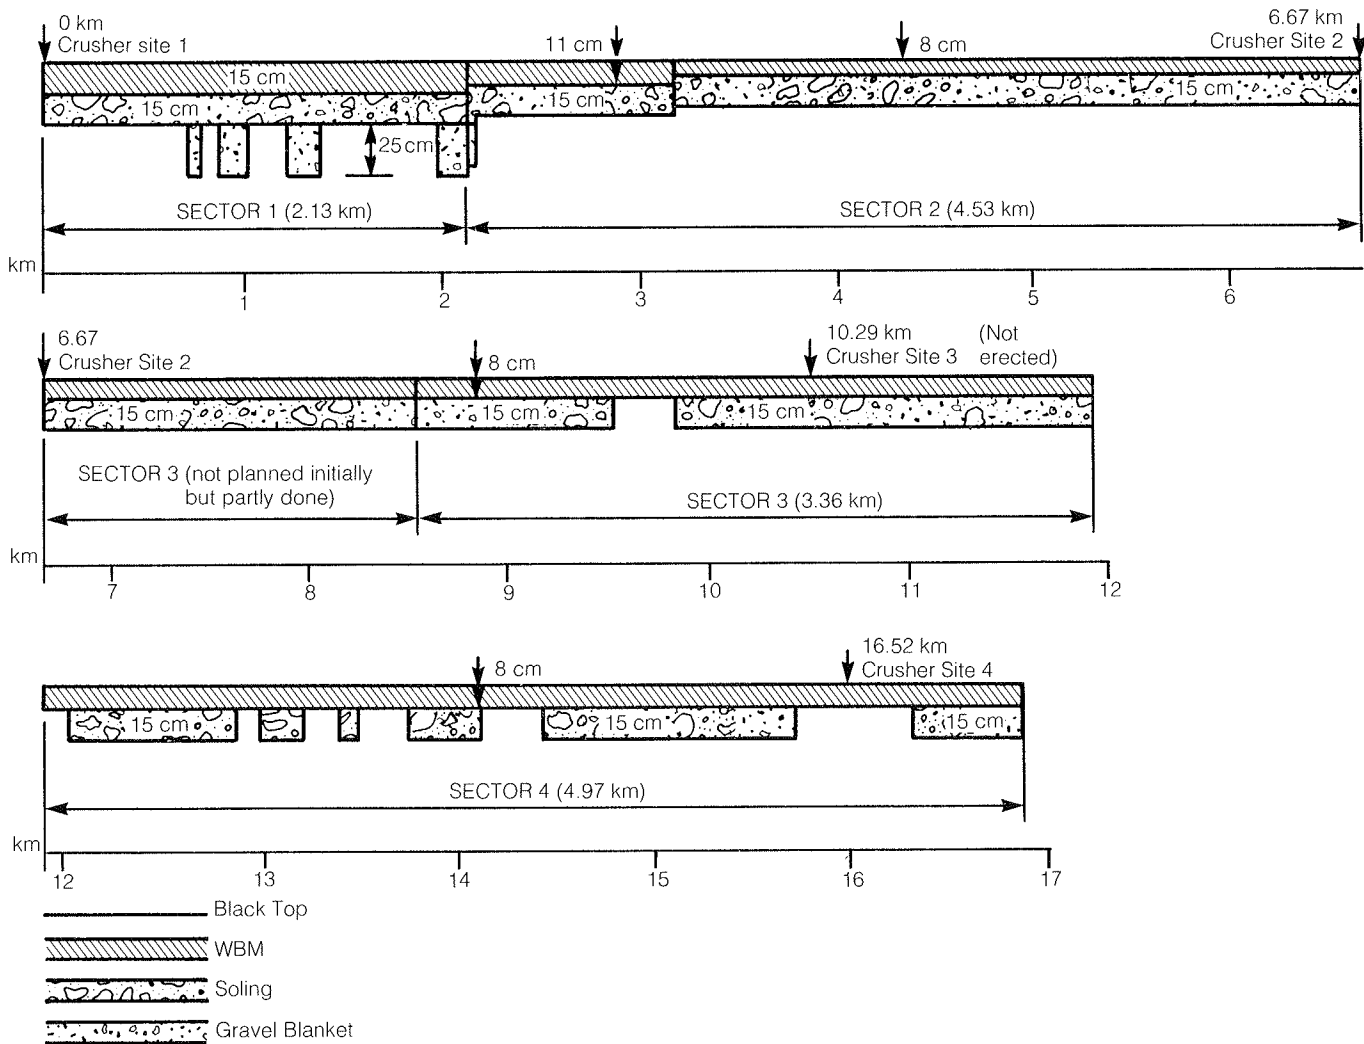 0 km
Crusher site 1
11 cm
8 cm
6.67 km
Crusher Site 2
15 cm
15 cm
15 cm
15 cm
25 cm
SECTOR 1 (2.13 km)
SECTOR 2 (4.53 km)
km
1
2
3
4
5
6
6.67
Crusher Site 2
8 cm
10.29 km (Not
Crusher Site 3 erected)
15 cm
15 cm
15 cm
SECTOR 3 (not planned initially
but partly done)
SECTOR 3 (3.36 km)
km
7
8
9
10
11
12
8 cm
16.52 km
Crusher Site 4
15 cm
15 cm
15 cm
SECTOR 4 (4.97 km)
km
12
13
14
15
16
17
Black Top
WBM
Soling
Gravel Blanket